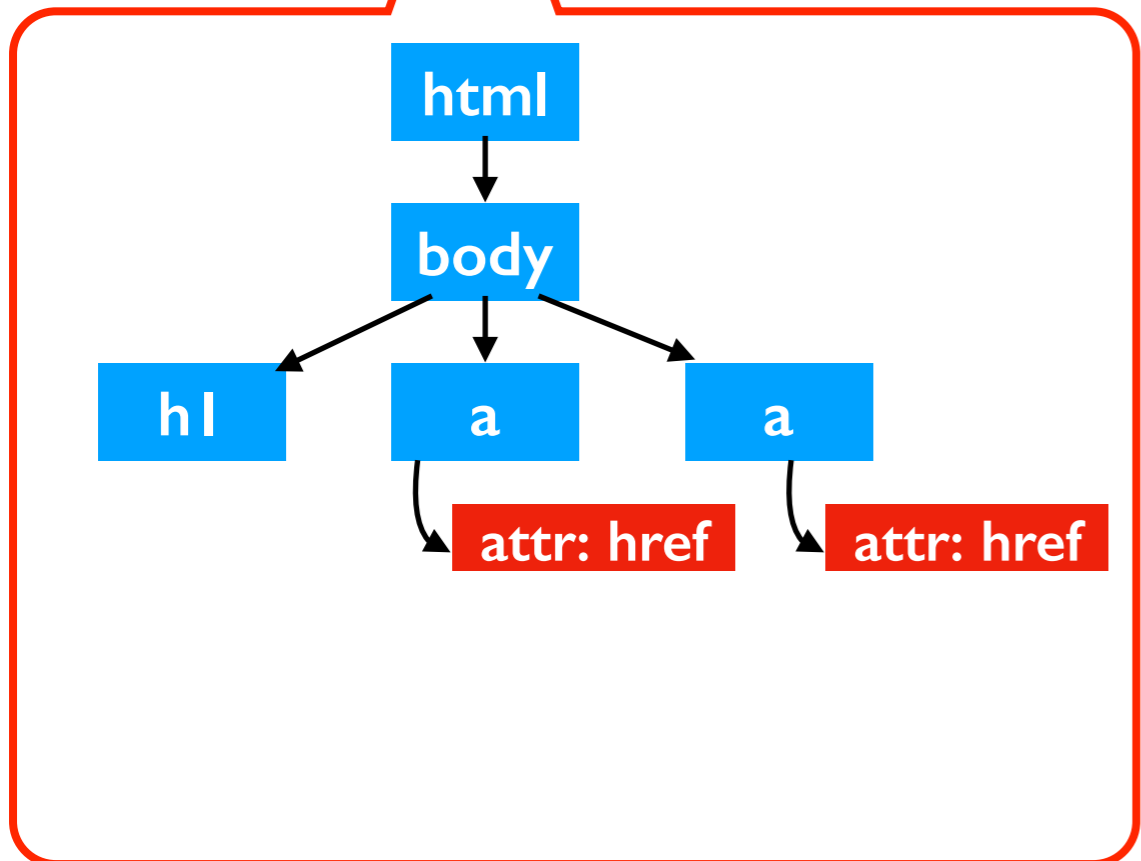 html
body
h1
a
a
attr: href
attr: href